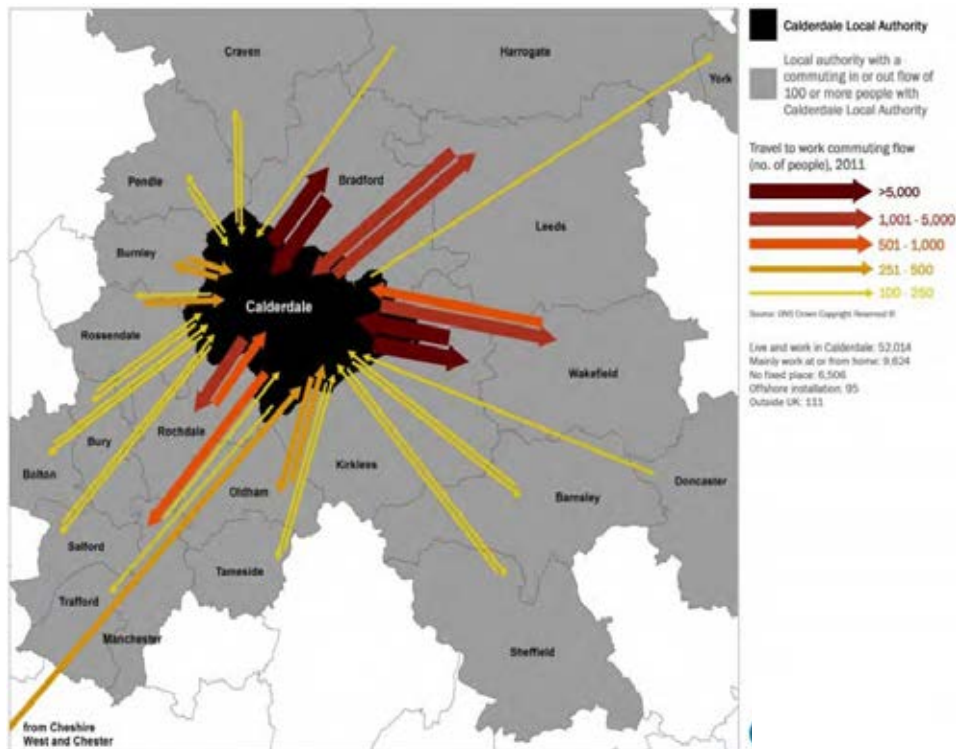 Craven
Harrogate
York
Pendle
Bradford
Leeds
Burnley
Calderdale
Rossendale
Wakefield
Bury
Rochdale
Kirklees
Bolton
Oldham
Barnsley
Doncaster
Salford
Tameside
Trafford
Manchester
Sheffield
from Cheshire
West and Chester
Calderdale Local Authority
Local authority with a
commuting in or out flow of
100 or more people with
Calderdale Local Authority
Travel to work commuting flow
(no. of people), 2011
>5,000
1,001 - 5,000
501 - 1,000
251 - 500
100 - 250
Source: ONS Crown Copyright Reserved ©
Live and work in Calderdale: 52,014
Mainly work at or from home: 9,624
No fixed place: 6,506
Offshore installation: 95
Outside UK: 111